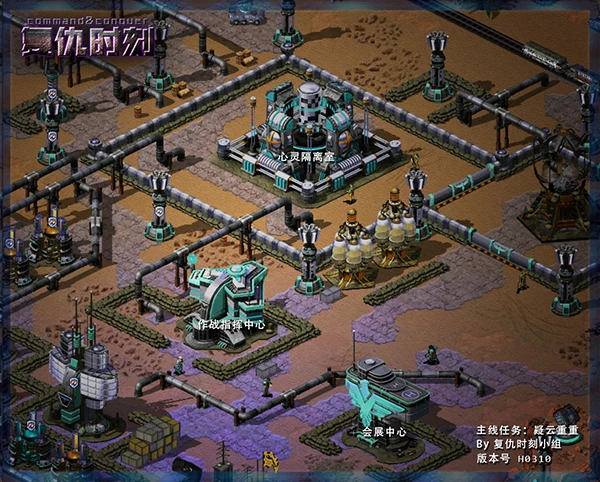 command&conquer
复仇时刻
心灵隔离室
作战指挥中心
会展中心
主线任务：疑云重重
By 复仇时刻小组
版本号 H0310